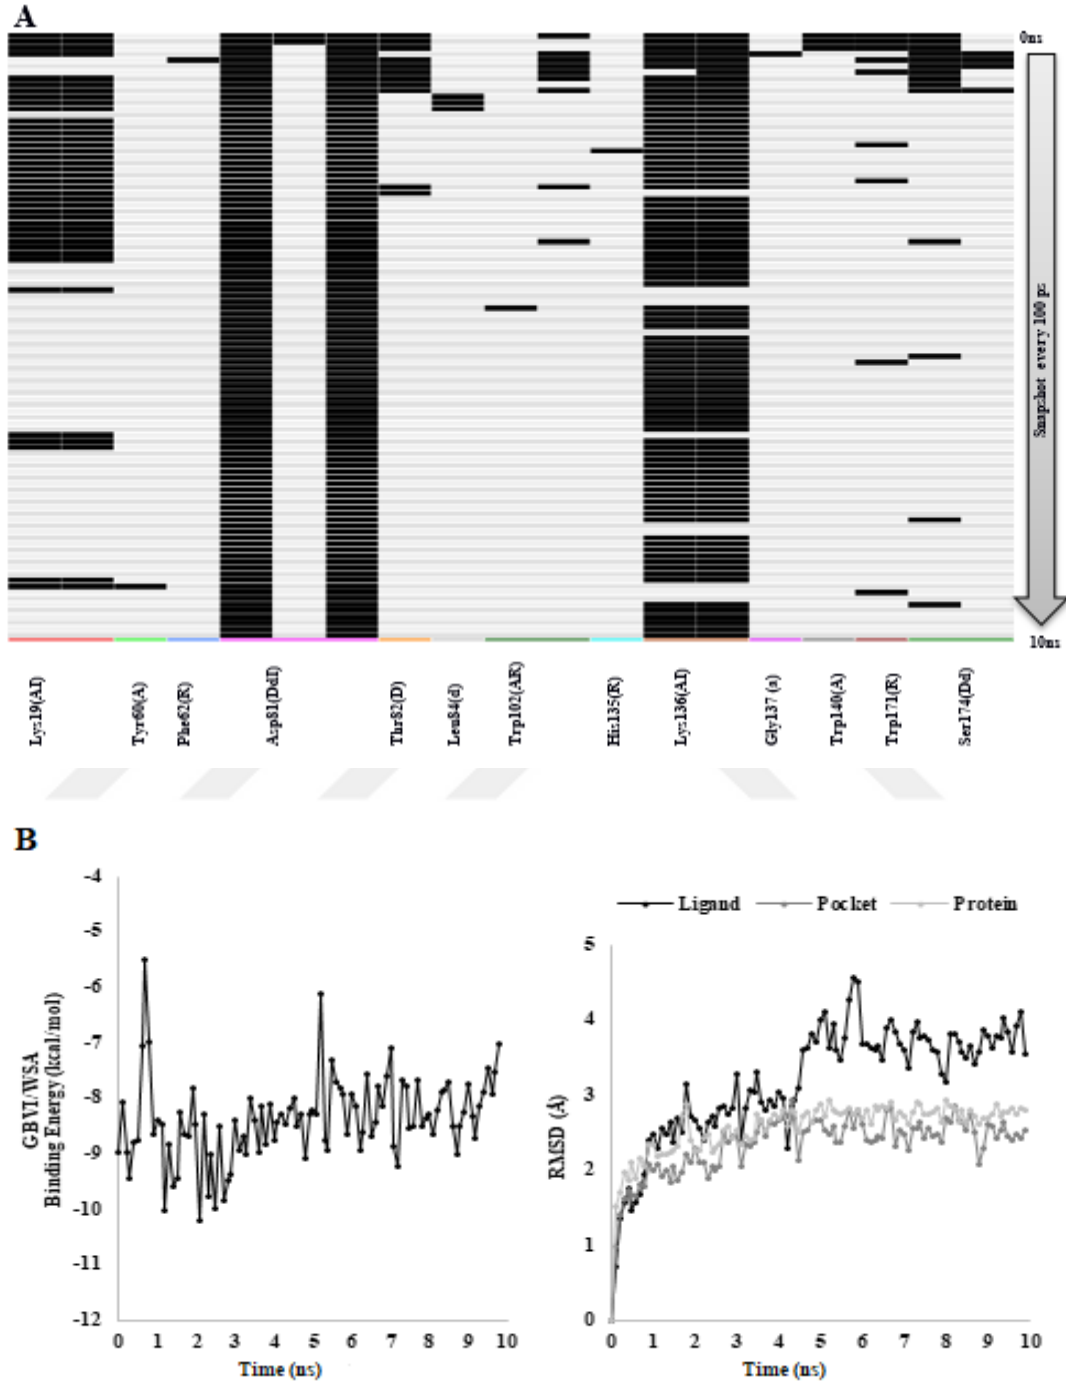 A
0ns
Snapshot every 100 ps
10ns
Lys19(AI)
Tyr60(A)
Phe62(R)
Asp81(DdI)
Thr82(D)
Leu84(d)
Trp102(AR)
His135(R)
Lys136(AI)
Gly137 (a)
Trp140(A)
Trp171(R)
Ser174(Dd)
B
-4
-5
-6
-7
-8
-9
-10
-11
-12
GBVI/WSA
Binding Energy (kcal/mol)
0 1 2 3 4 5 6 7 8 9 10
Time (ns)
Ligand Pocket Protein
5
4
3
2
1
0
RMSD (Å)
0 1 2 3 4 5 6 7 8 9 10
Time (ns)